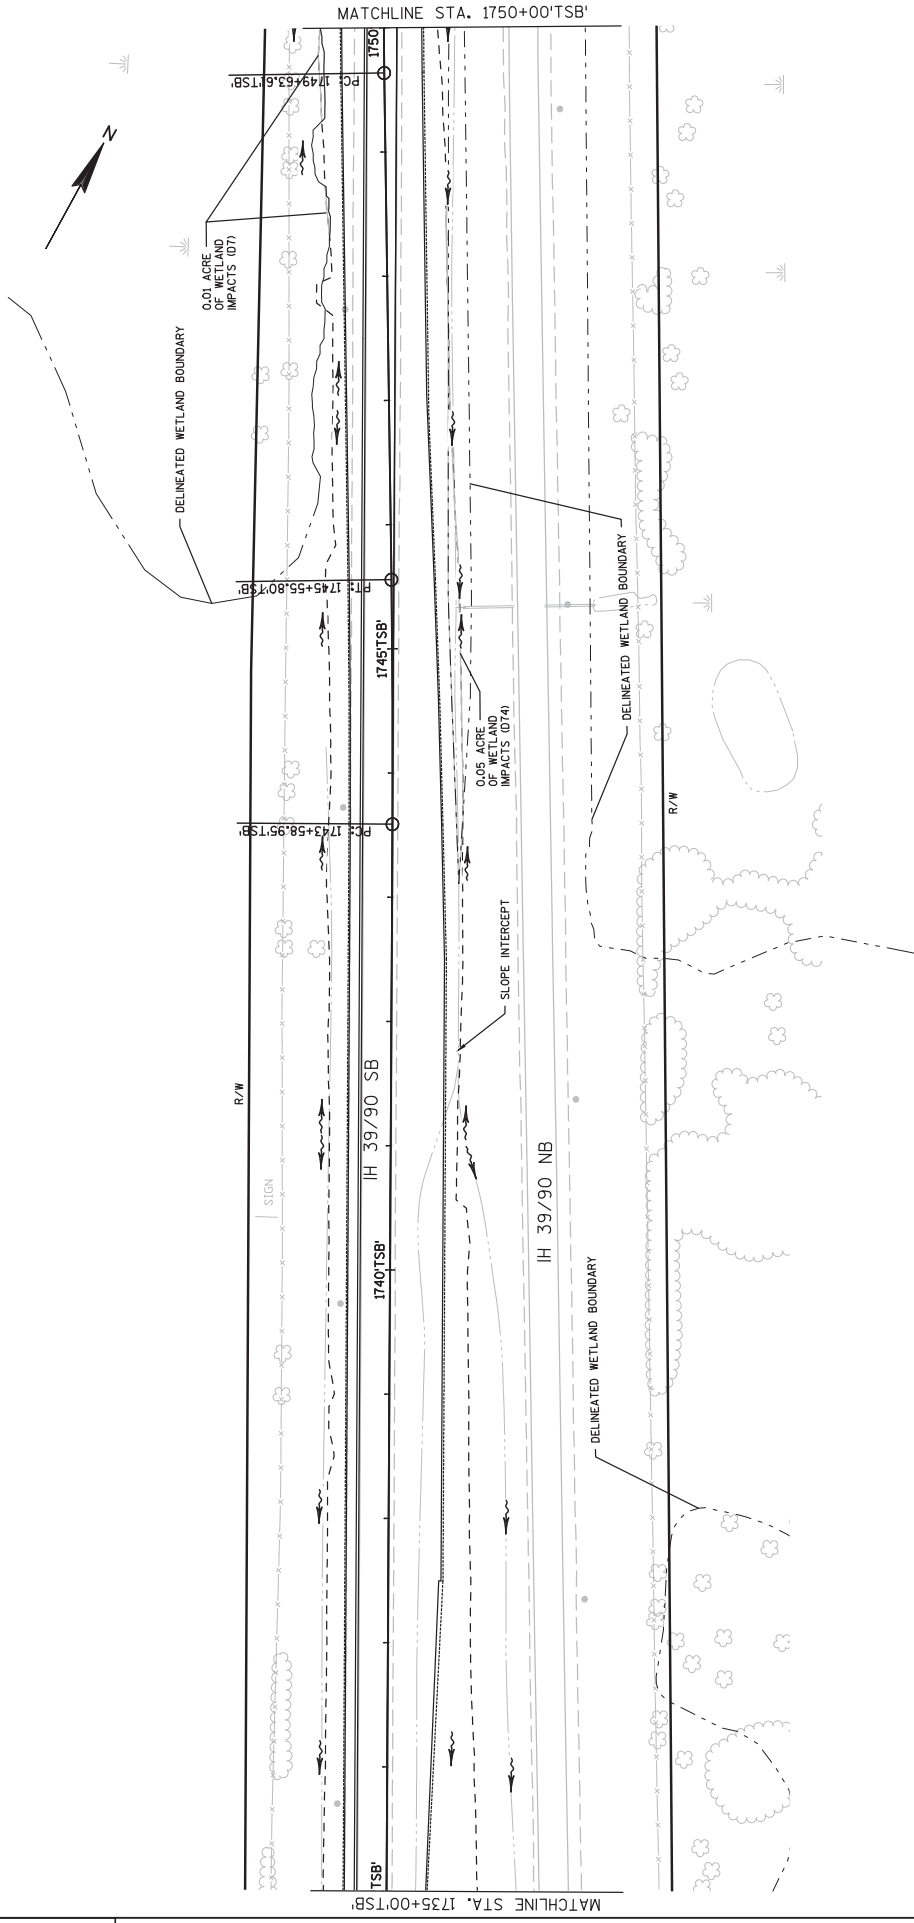 MATCHLINE STA. 1750+00'TSB'
1750
PC: 1749+63.61'TSB'
N
0.01 ACRE
OF WETLAND
IMPACTS (D7)
DELINEATED WETLAND BOUNDARY
PT: 1745+55.80'TSB'
DELINEATED WETLAND BOUNDARY
1745'TSB'
0.05 ACRE
OF WETLAND
IMPACTS (D74)
R/W
PC: 1743+58.95'TSB'
SLOPE INTERCEPT
R/W
IH 39/90 SB
IH 39/90 NB
SIGN
1740'TSB'
DELINEATED WETLAND BOUNDARY
TSB'
MATCHLINE STA. 1735+00'TSB'